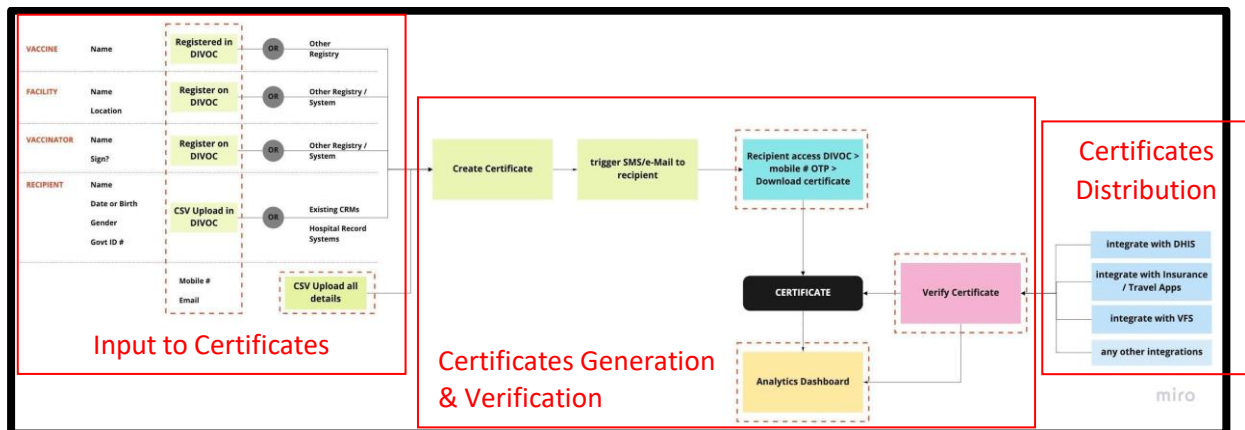 VACCINE
Name
Registered in
DIVOC
OR
Other
Registry
FACILITY
Name
Location
Register on
DIVOC
OR
Other Registry /
System
VACCINATOR
Name
Sign?
Register on
DIVOC
OR
Other Registry /
System
RECIPIENT
Name
Date or Birth
Gender
Govt ID #
CSV Upload in
DIVOC
OR
Existing CRMs
Hospital Record
Systems
Mobile #
Email
CSV Upload all
details
Input to Certificates
Create Certificate
trigger SMS/e-Mail to
recipient
Recipient access DIVOC >
mobile # OTP >
Download certificate
CERTIFICATE
Verify Certificate
Analytics Dashboard
Certificates Generation
& Verification
Certificates
Distribution
integrate with DHIS
integrate with Insurance
/ Travel Apps
integrate with VFS
any other integrations
miro